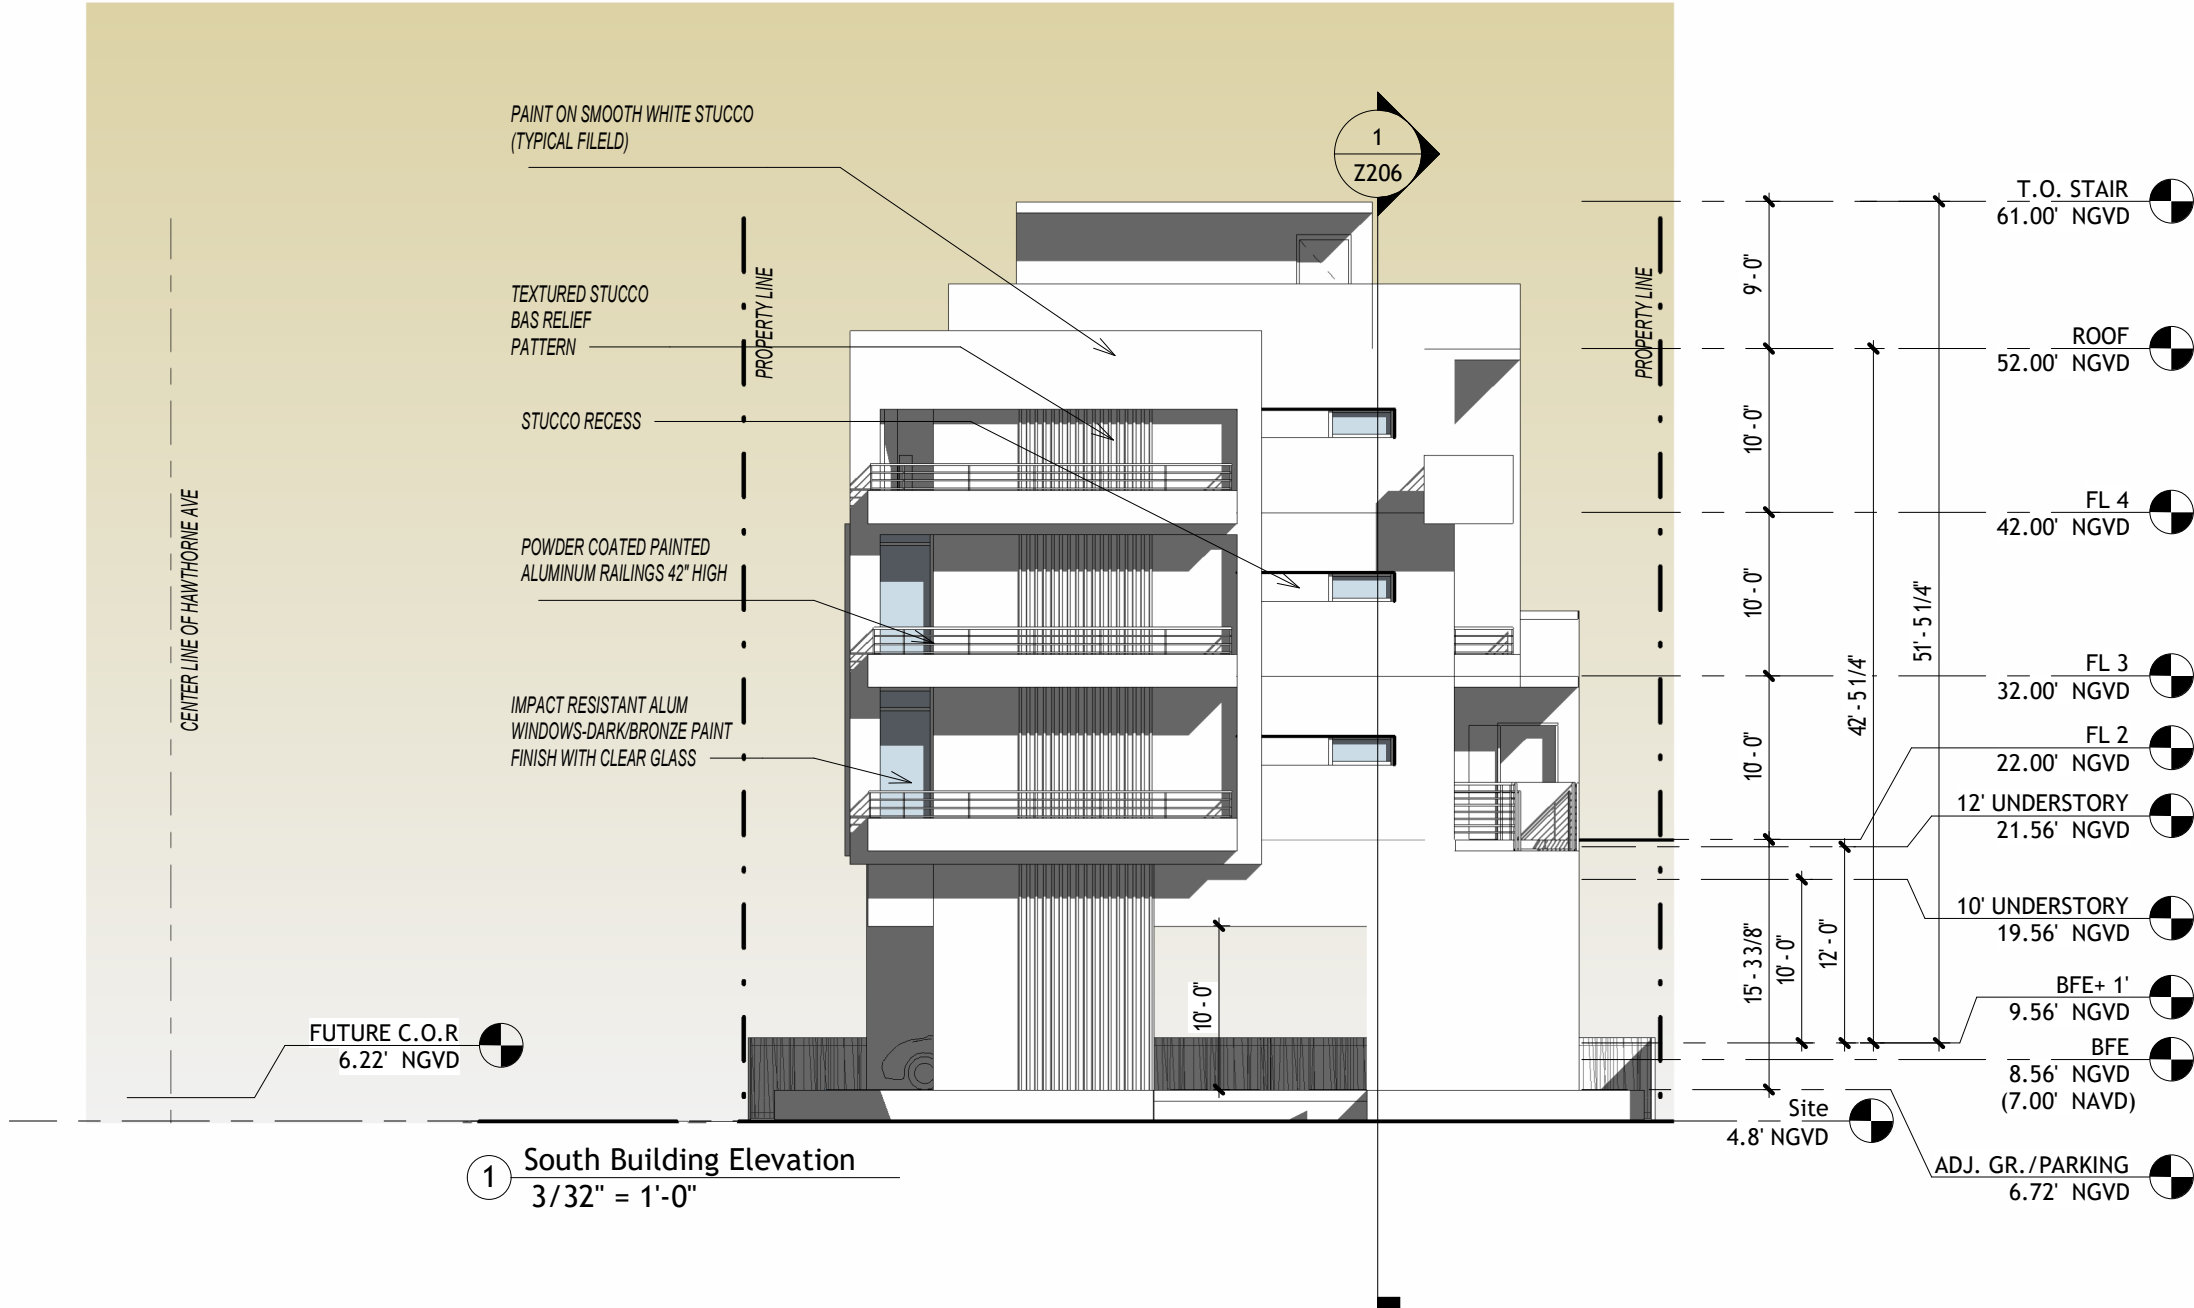 PAINT ON SMOOTH WHITE STUCCO
(TYPICAL FILELD)
TEXTURED STUCCO
BAS RELIEF
PATTERN
STUCCO RECESS
POWDER COATED PAINTED
ALUMINUM RAILINGS 42" HIGH
IMPACT RESISTANT ALUM
WINDOWS-DARK/BRONZE PAINT
FINISH WITH CLEAR GLASS
CENTER LINE OF HAWTHORNE AVE
PROPERTY LINE
PROPERTY LINE
1
Z206
FUTURE C.O.R
6.22' NGVD
10' - 0"
9' - 0"
10' - 0"
10' - 0"
10' - 0"
15' - 3 3/8"
10' - 0"
12' - 0"
42' - 5 1/4"
51' - 5 1/4"
T.O. STAIR
61.00' NGVD
ROOF
52.00' NGVD
FL 4
42.00' NGVD
FL 3
32.00' NGVD
FL 2
22.00' NGVD
12' UNDERSTORY
21.56' NGVD
10' UNDERSTORY
19.56' NGVD
BFE+ 1'
9.56' NGVD
BFE
8.56' NGVD
(7.00' NAVD)
Site
4.8' NGVD
ADJ. GR./PARKING
6.72' NGVD
1
South Building Elevation
3/32" = 1'-0"